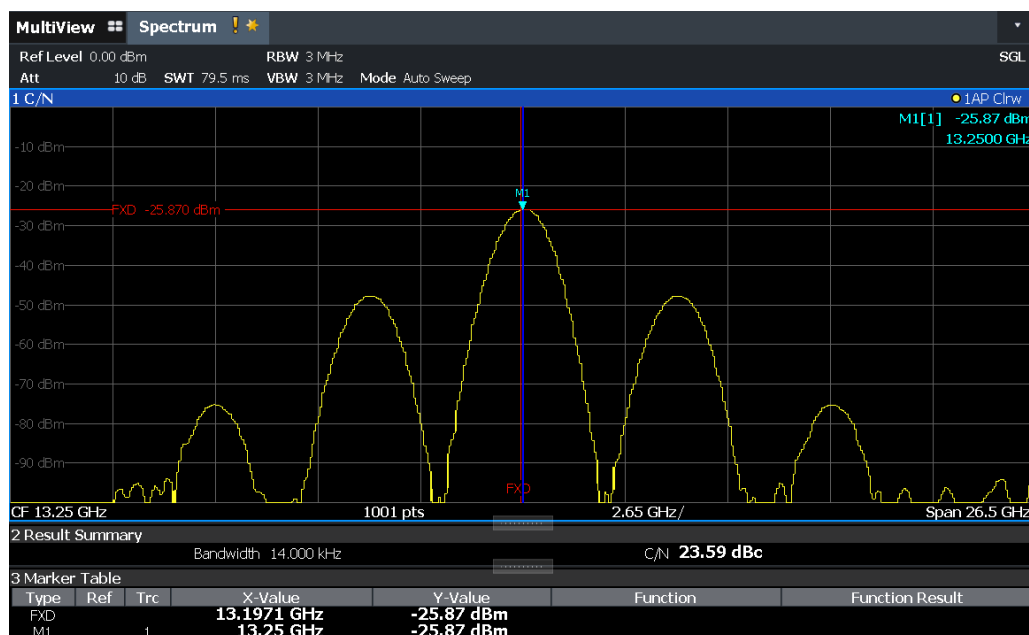 MultiView Spectrum !
Ref Level 0.00 dBm RBW 3 MHz SGL
Att 10 dB SWT 79.5 ms VBW 3 MHz Mode Auto Sweep
1 C/N 1AP Clrw
M1[1] -25.87 dBm
13.2500 GHz
-10 dBm
-20 dBm
M1
FXD -25.870 dBm
-30 dBm
-40 dBm
-50 dBm
-60 dBm
-70 dBm
-80 dBm
-90 dBm
FXD
CF 13.25 GHz 1001 pts 2.65 GHz/ Span 26.5 GHz
2 Result Summary
Bandwidth 14.000 kHz C/N 23.59 dBc
3 Marker Table
Type Ref Trc X-Value Y-Value Function Function Result
FXD 13.1971 GHz -25.87 dBm
M1 1 13.25 GHz -25.87 dBm